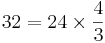 32 = 24 × 4/3